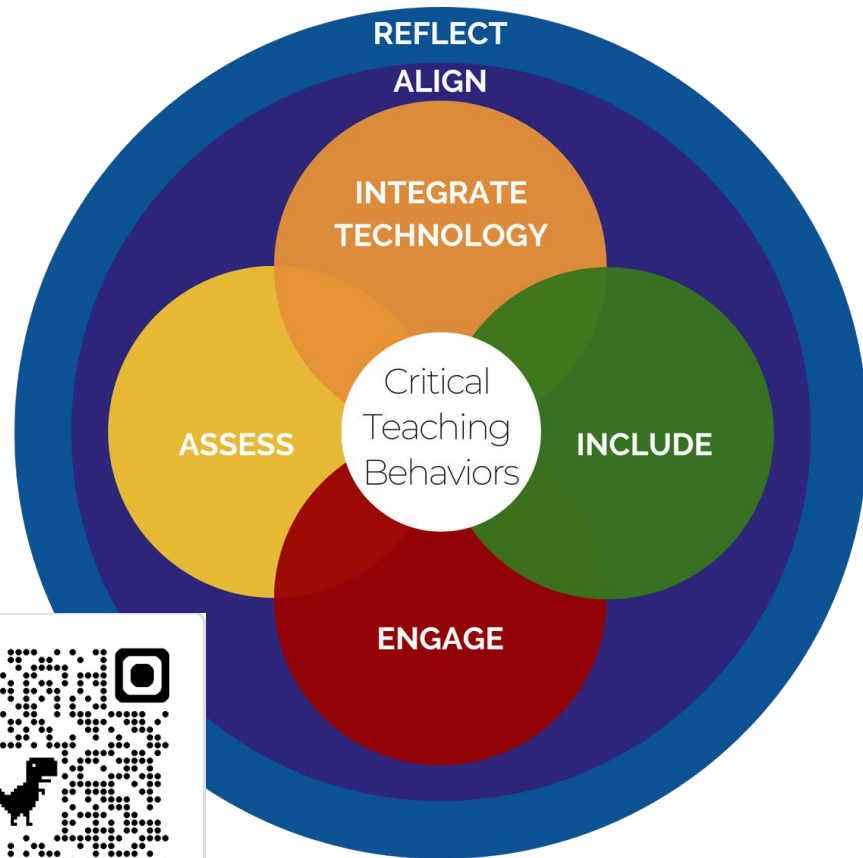 REFLECT
ALIGN
INTEGRATE
TECHNOLOGY
ASSESS
Critical
Teaching
Behaviors
INCLUDE
ENGAGE